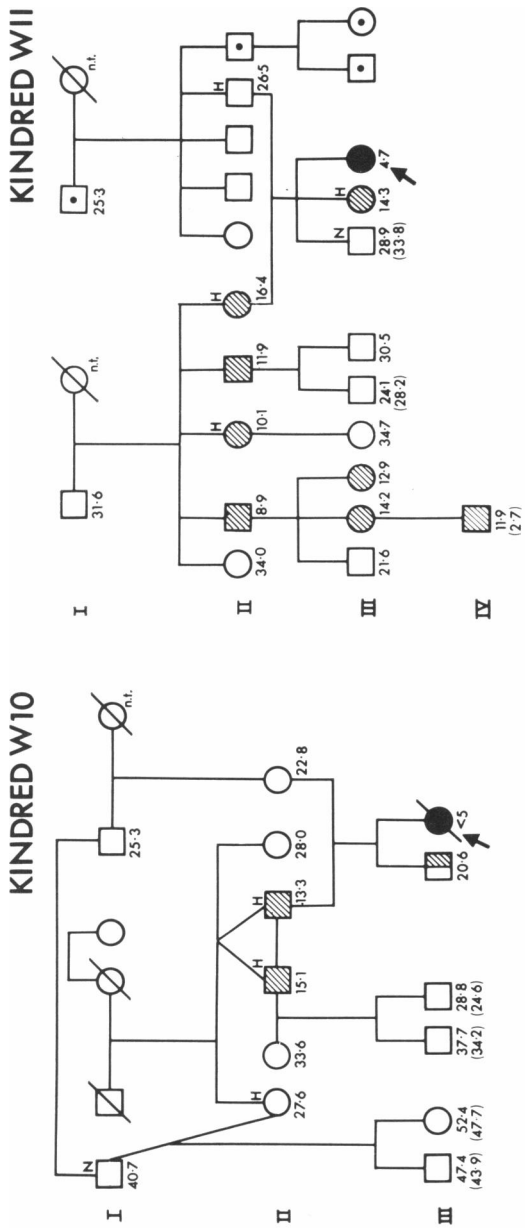 KINDRED W10
n.t.
N
I
40·7 25·3
H H H
II
27·6 33·6 15·1 13·3 28·0 22·8
III
47·4 52·4 37·7 28·8 20·6 <5
(43·9) (47·7) (34·2) (24·6)
KINDRED W11
n.t. n.t.
I
31·6 25·3
H H H
II
34·0 8·9 10·1 11·9 16·4 26·5
N H
III
21·6 14·2 12·9 34·7 24·1 30·5 28·9 14·3 4·7
(28·2) (33·8)
IV
11·9
(2·7)